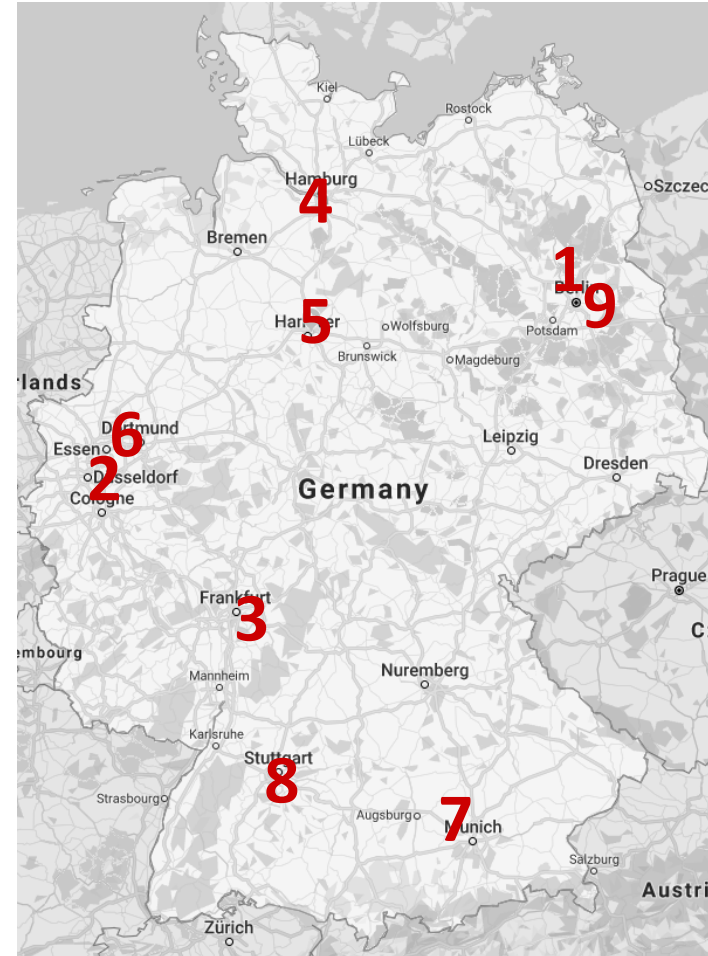 Kiel
Rostock
Lübeck
Hamburg
4
Szczec
Bremen
1
Berlin
9
Hannover
5
Wolfsburg
Potsdam
Brunswick
Magdeburg
rlands
6
Dortmund
Essen
Leipzig
2
Düsseldorf
Dresden
Cologne
Germany
Prague
Frankfurt
3
C
embourg
Nuremberg
Mannheim
Karlsruhe
Stuttgart
8
Strasbourg
7
Augsburg
Munich
Salzburg
Austri
Zürich